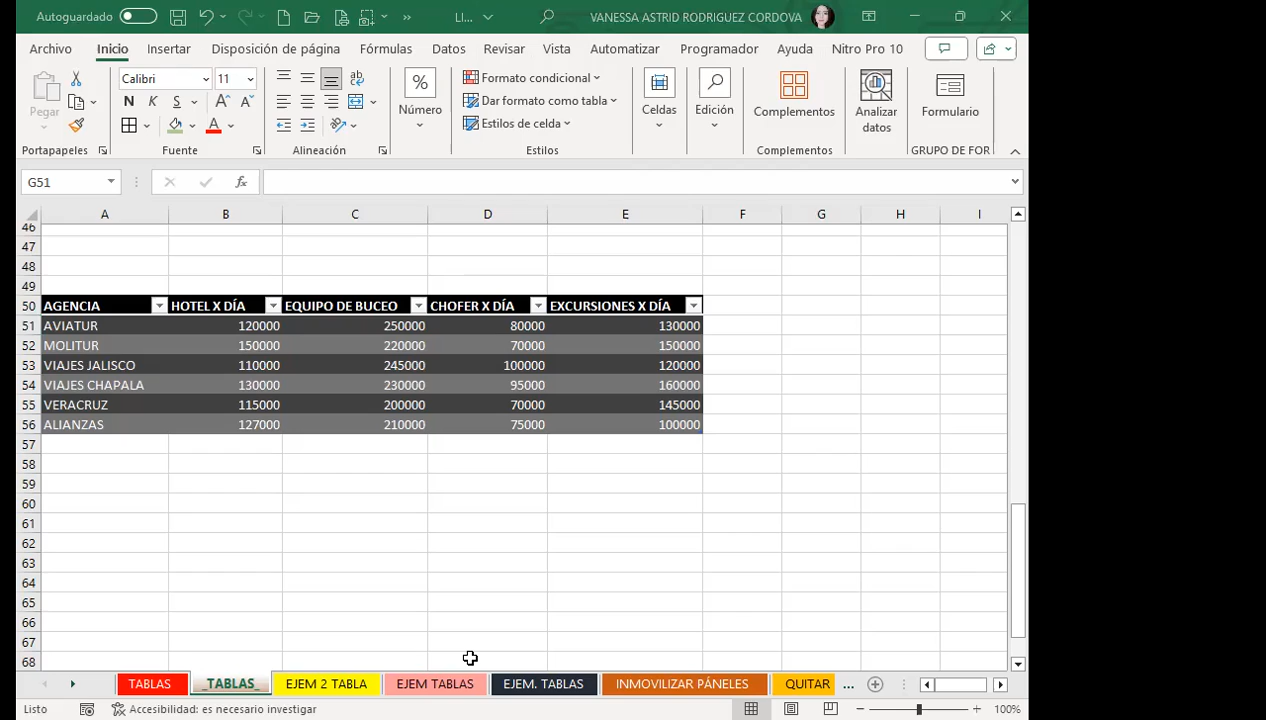 Autoguardado LI... VANESSA ASTRID RODRIGUEZ CORDOVA
Archivo Inicio Insertar Disposición de página Fórmulas Datos Revisar Vista Automatizar Programador Ayuda Nitro Pro 10
Pegar
Portapapeles
Calibri 11
N K S
Fuente
Alineación
Número
Formato condicional
Dar formato como tabla
Estilos de celda
Estilos
Celdas
Edición
Complementos
Complementos
Analizar
datos
Formulario
GRUPO DE FOR
G51 fx
A B C D E F G H I
46
47
48
49
50 AGENCIA HOTEL X DÍA EQUIPO DE BUCEO CHOFER X DÍA EXCURSIONES X DÍA
51 AVIATUR 120000 250000 80000 130000
52 MOLITUR 150000 220000 70000 150000
53 VIAJES JALISCO 110000 245000 100000 120000
54 VIAJES CHAPALA 130000 230000 95000 160000
55 VERACRUZ 115000 200000 70000 145000
56 ALIANZAS 127000 210000 75000 100000
57
58
59
60
61
62
63
64
65
66
67
68
TABLAS _TABLAS_ EJEM 2 TABLA EJEM TABLAS EJEM. TABLAS INMOVILIZAR PÁNELES QUITAR ...
Listo Accesibilidad: es necesario investigar 100%